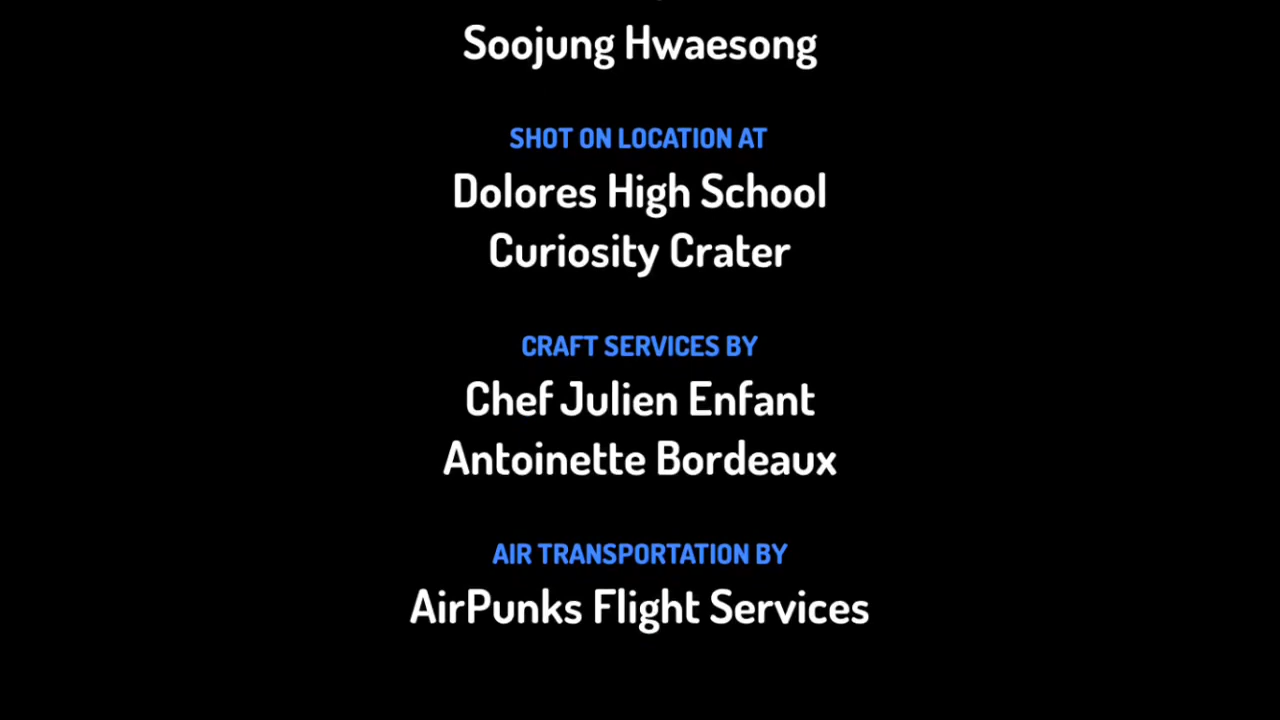 Soojung Hwaesong
SHOT ON LOCATION AT
Dolores High School
Curiosity Crater
CRAFT SERVICES BY
Chef Julien Enfant
Antoinette Bordeaux
AIR TRANSPORTATION BY
AirPunks Flight Services